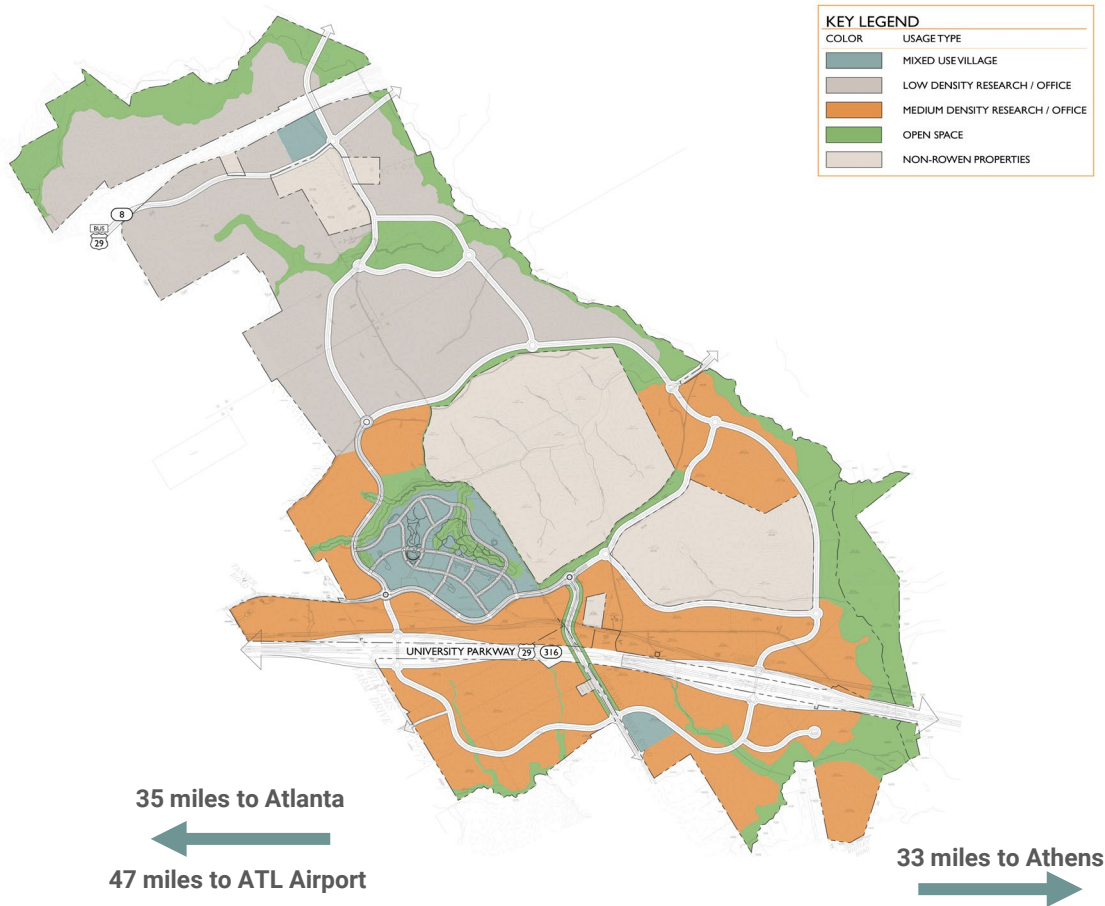 KEY LEGEND
COLOR USAGE TYPE
MIXED USE VILLAGE
LOW DENSITY RESEARCH / OFFICE
MEDIUM DENSITY RESEARCH / OFFICE
OPEN SPACE
NON-ROWEN PROPERTIES
8
BUS
29
UNIVERSITY PARKWAY 29 316
35 miles to Atlanta
47 miles to ATL Airport
33 miles to Athens